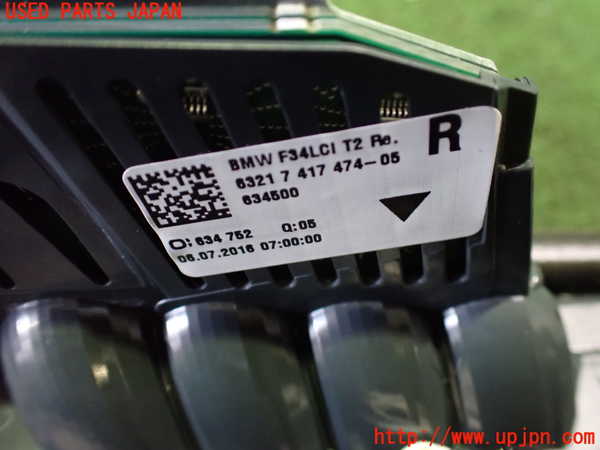 USED PARTS JAPAN
BMW F34LCI T2 Re.
R
6321 7 417 474-05
634500
O: 634 752 Q: 05
06.07.2016 07:00:00
http://www.upjpn.com/